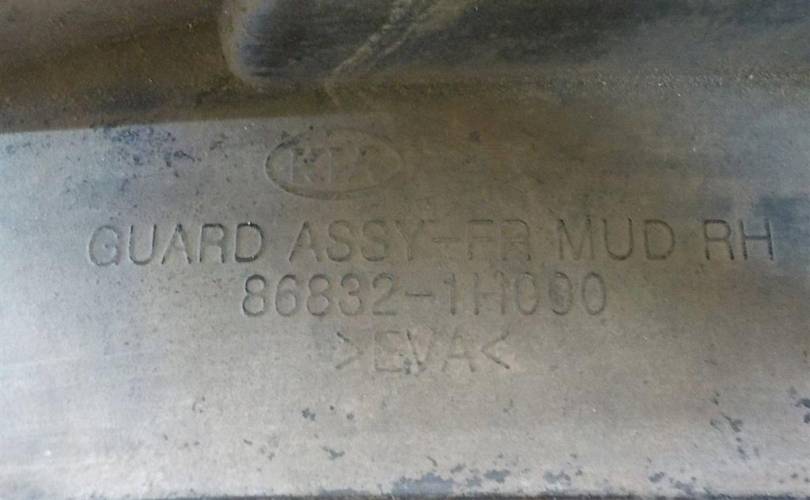 KIA
GUARD ASSY-FR MUD RH
86832-1H000
>EVA<